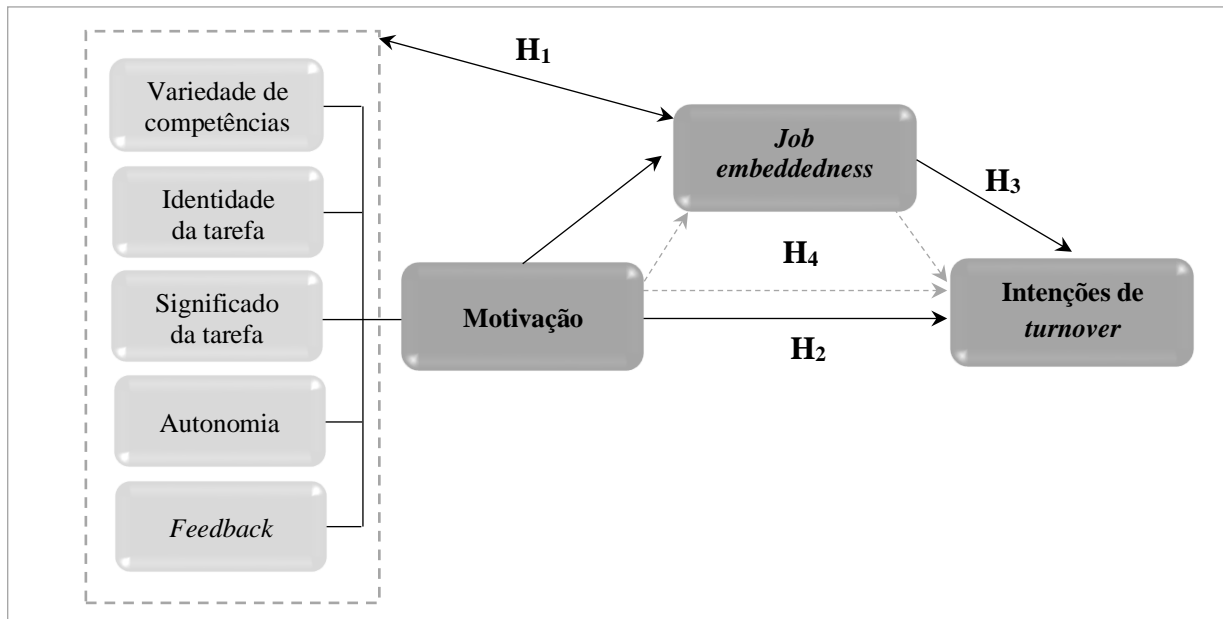 Variedade de
competências
Identidade
da tarefa
Significado
da tarefa
Autonomia
Feedback
Motivação
H₁
Job
embeddedness
H₃
H₄
H₂
Intenções de
turnover